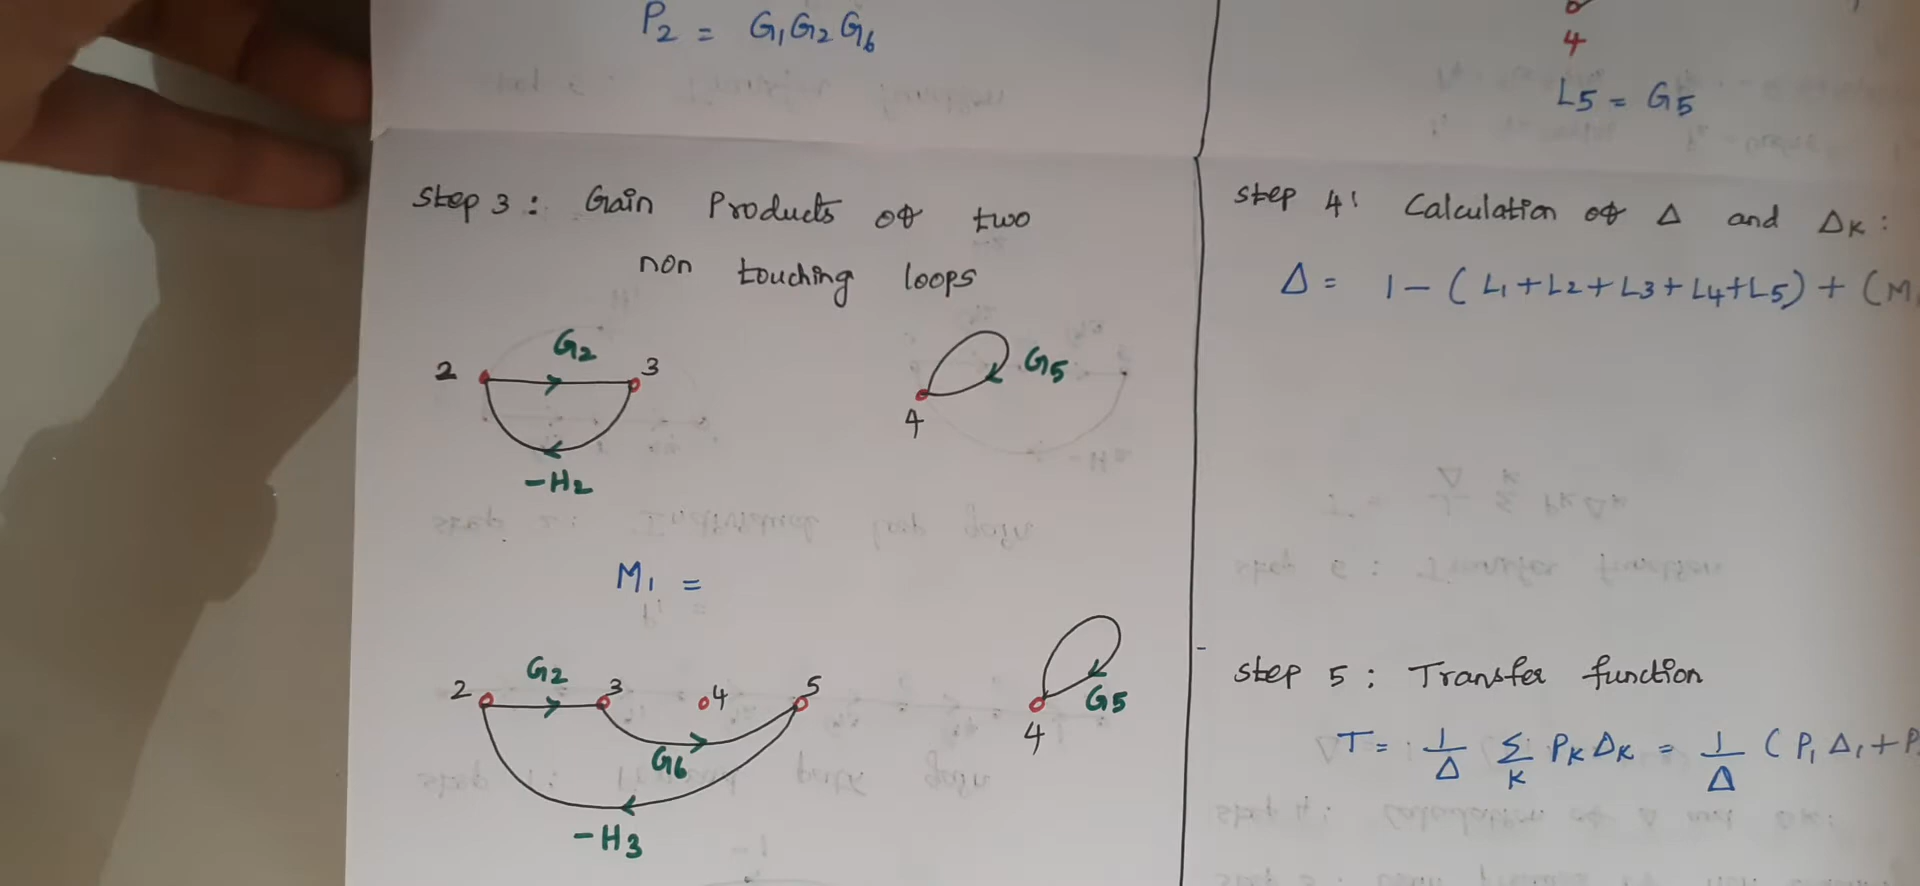 P2 = G1G2G6
Step 3 : Gain Products of two
non touching loops
G2
2
3
-H2
G5
4
M1 =
G2
2
3
4
5
G6
-H3
G5
4
4
L5 = G5
Step 4 : Calculation of Δ and ΔK :
Δ = 1 - ( L1 + L2 + L3 + L4 + L5 ) + ( M
Step 5 : Transfer function
T = 1/Δ Σ K PK ΔK = 1/Δ ( P1 Δ1 + P